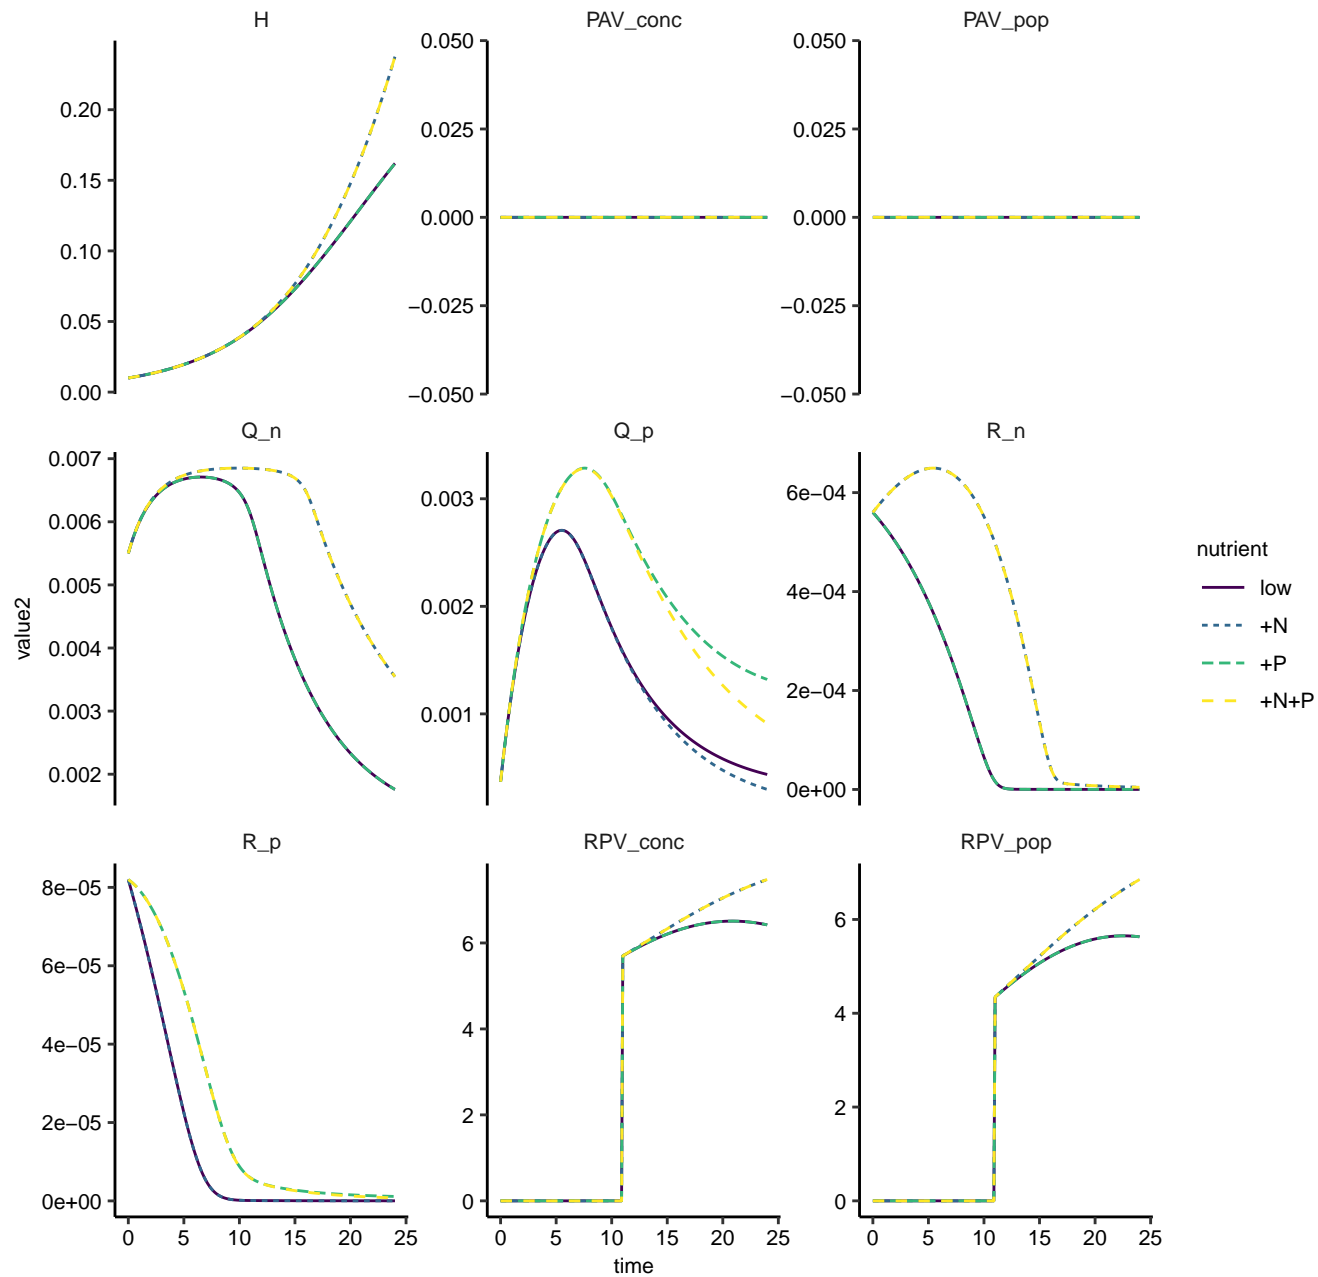 H
PAV_conc
PAV_pop
0.20
0.15
0.10
0.05
0.00
0.050
0.025
0.000
−0.025
−0.050
0.050
0.025
0.000
−0.025
−0.050
Q_n
Q_p
R_n
0.007
0.006
0.005
0.004
0.003
0.002
0.003
0.002
0.001
6e−04
4e−04
2e−04
0e+00
value2
R_p
RPV_conc
RPV_pop
8e−05
6e−05
4e−05
2e−05
0e+00
6
4
2
0
6
4
2
0
0 5 10 15 20 25
0 5 10 15 20 25
0 5 10 15 20 25
time
nutrient
low
+N
+P
+N+P